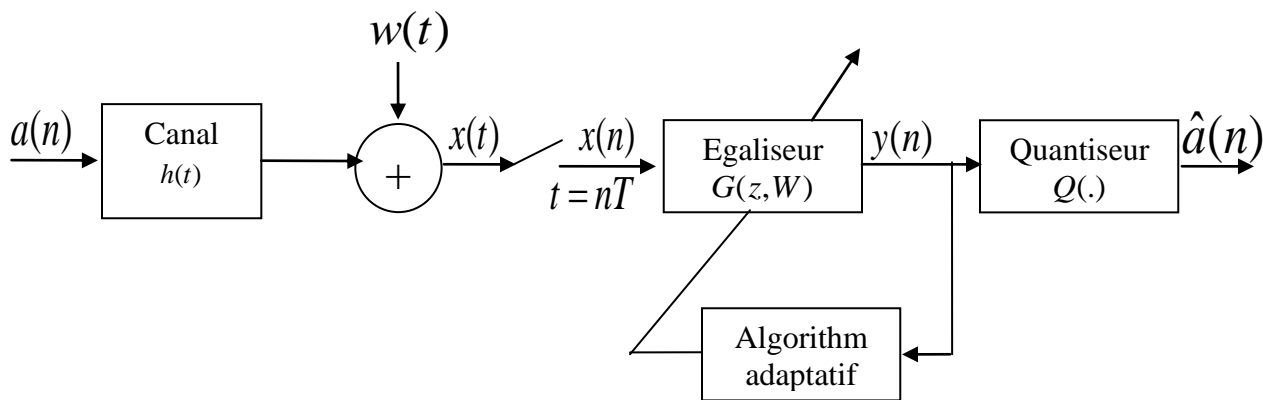 w(t)
a(n)
Canal
h(t)
+
x(t)
x(n)
t = nT
Egaliseur
G(z,W)
y(n)
Quantiseur
Q(.)
â(n)
Algorithm
adaptatif